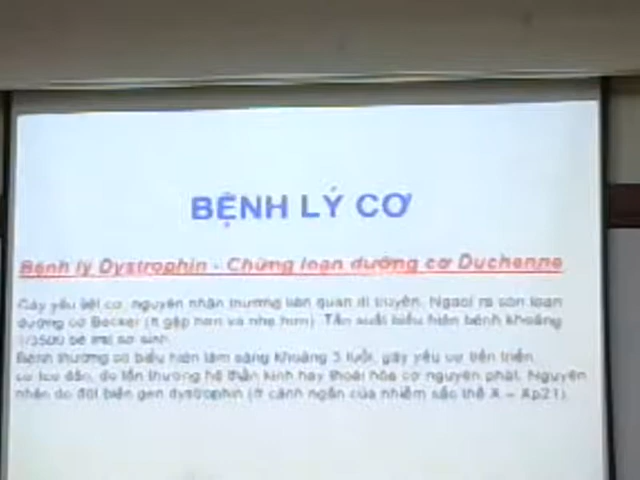 BỆNH LÝ CƠ
Bệnh lý Dystrophin - Chứng loạn dưỡng cơ Duchenne
Gây yếu liệt cơ, nguyên nhân thường liên quan di truyền. Ngoài ra còn loạn
dưỡng cơ Becker (ít gặp hơn và nhẹ hơn). Tần suất biểu hiện bệnh khoảng
1/3500 bé trai sơ sinh.
Bệnh thường có biểu hiện lâm sàng khoảng 3 tuổi, gây yếu cơ tiến triển,
cơ teo dần, do tổn thương hệ thần kinh hay thoái hóa cơ nguyên phát. Nguyên
nhân do đột biến gen dystrophin (ở cánh ngắn của nhiễm sắc thể X – Xp21).